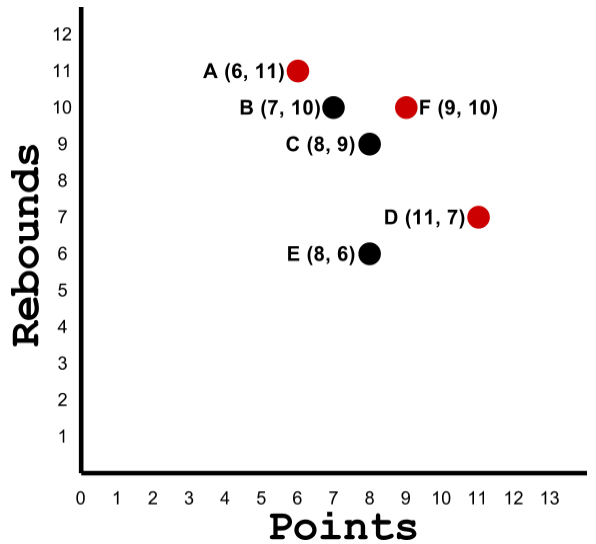 12
11
10
9
8
7
6
5
4
3
2
1
Rebounds
A (6, 11)
B (7, 10)
F (9, 10)
C (8, 9)
D (11, 7)
E (8, 6)
0 1 2 3 4 5 6 7 8 9 10 11 12 13
Points